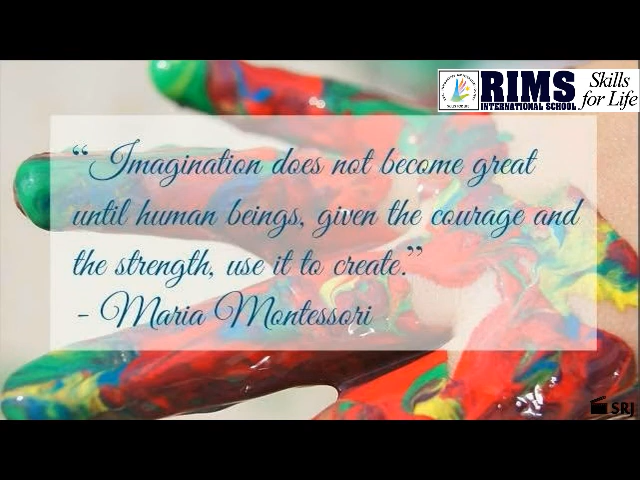 RIMS
INTERNATIONAL SCHOOL
Skills
for Life
“Imagination does not become great
until human beings, given the courage and
the strength, use it to create.”
- Maria Montessori
SRJ